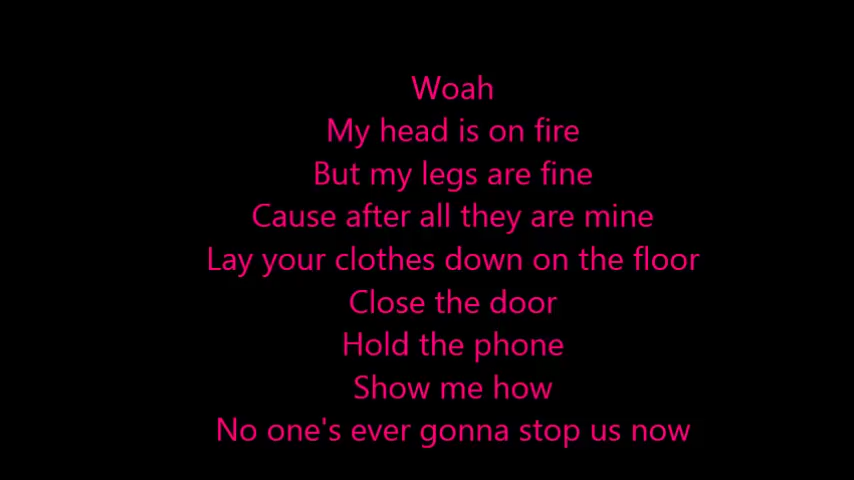 Woah
My head is on fire
But my legs are fine
Cause after all they are mine
Lay your clothes down on the floor
Close the door
Hold the phone
Show me how
No one's ever gonna stop us now